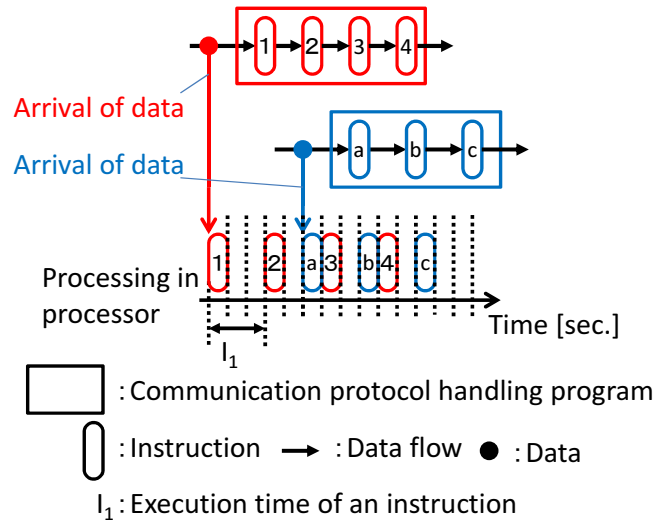 1 2 3 4
Arrival of data
a b c
Arrival of data
1 2 a 3 b 4 c
Processing in
processor
Time [sec.]
I1
: Communication protocol handling program
: Instruction : Data flow : Data
I1 : Execution time of an instruction